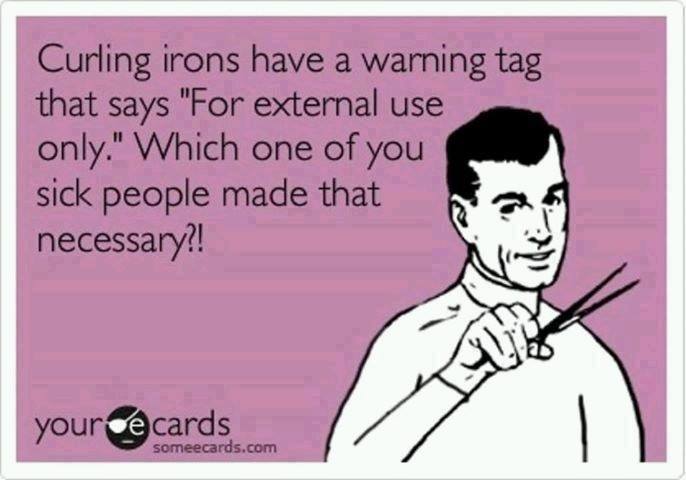 Curling irons have a warning tag
that says "For external use
only." Which one of you
sick people made that
necessary?!
your e cards
someecards.com